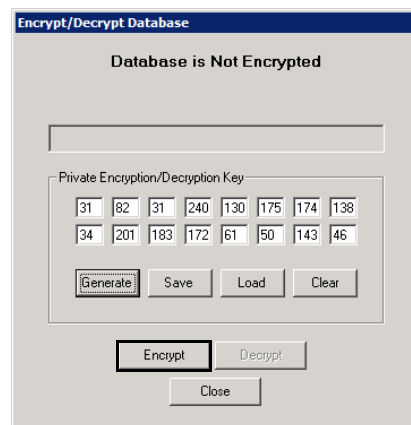 Encrypt/Decrypt Database
Database is Not Encrypted
Private Encryption/Decryption Key
31 82 31 240 130 175 174 138
34 201 183 172 61 50 143 46
Generate Save Load Clear
Encrypt Decrypt
Close